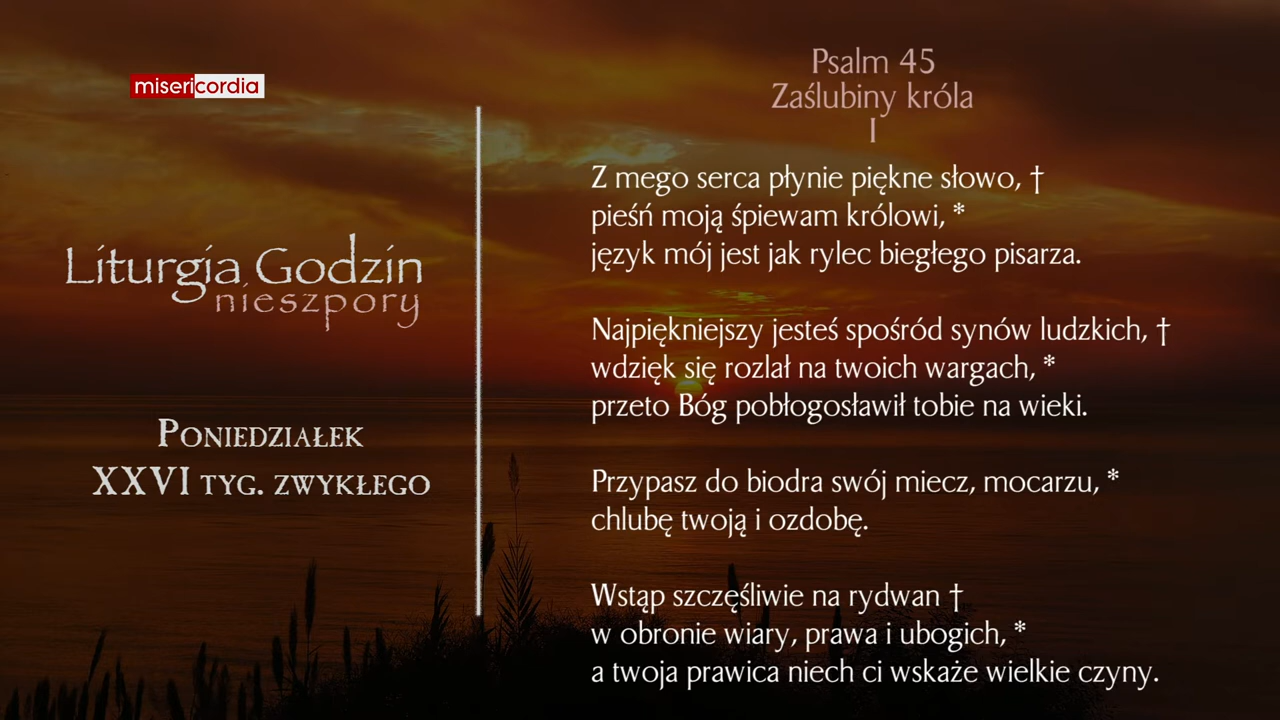 misericordia
Liturgia Godzin
nieszpory
Poniedziałek
XXVI tyg. zwykłego
Psalm 45
Zaślubiny króla
I
Z mego serca płynie piękne słowo, †
pieśń moją śpiewam królowi, *
język mój jest jak rylec biegłego pisarza.
Najpiękniejszy jesteś spośród synów ludzkich, †
wdzięk się rozlał na twoich wargach, *
przeto Bóg pobłogosławił tobie na wieki.
Przypasz do biodra swój miecz, mocarzu, *
chlubę twoją i ozdobę.
Wstąp szczęśliwie na rydwan †
w obronie wiary, prawa i ubogich, *
a twoja prawica niech ci wskaże wielkie czyny.